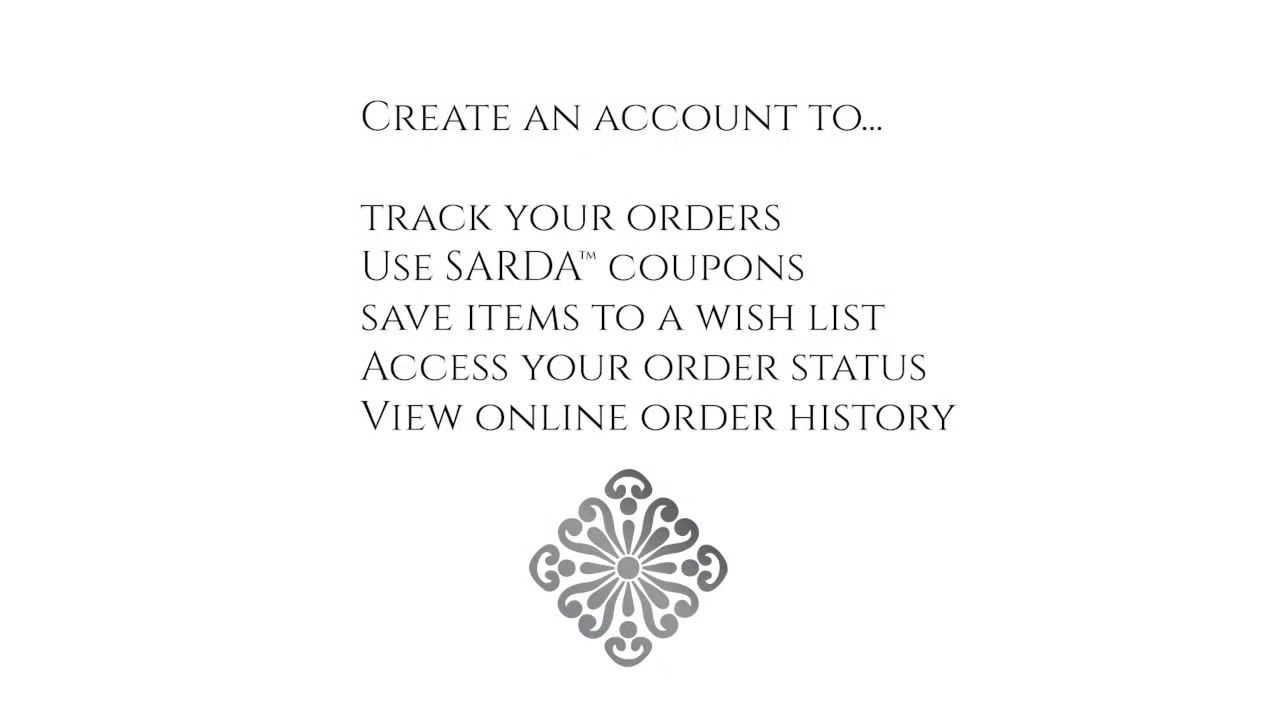 Create an account to...
track your orders
Use SARDA™ coupons
save items to a wish list
Access your order status
View online order history